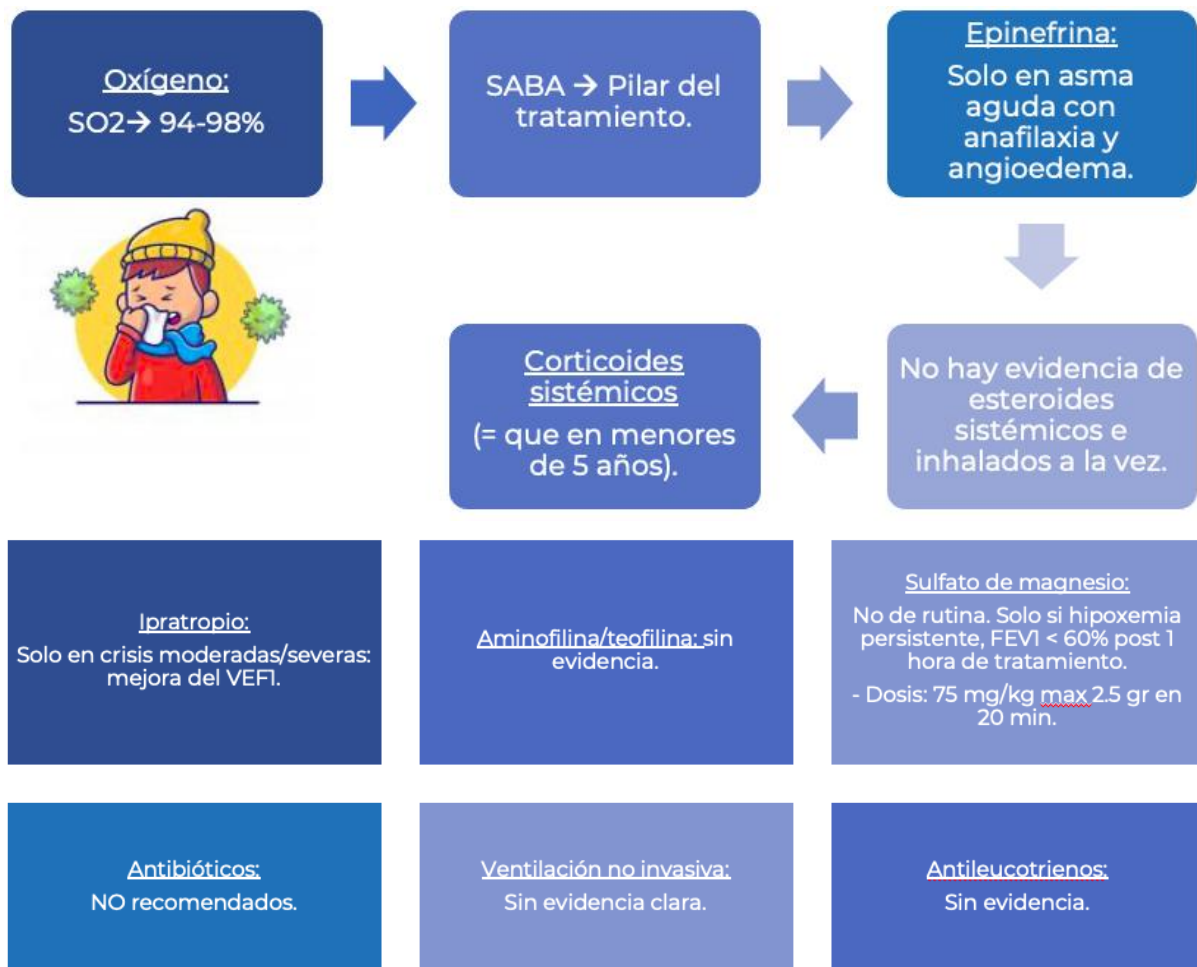 Oxígeno:
SO2→ 94-98%
SABA → Pilar del
tratamiento.
Epinefrina:
Solo en asma
aguda con
anafilaxia y
angioedema.
No hay evidencia de
esteroides
sistémicos e
inhalados a la vez.
Corticoides
sistémicos
(= que en menores
de 5 años).
Ipratropio:
Solo en crisis moderadas/severas:
mejora del VEF1.
Aminofilina/teofilina: sin
evidencia.
Sulfato de magnesio:
No de rutina. Solo si hipoxemia
persistente, FEV1 < 60% post 1
hora de tratamiento.
- Dosis: 75 mg/kg max 2.5 gr en
20 min.
Antibióticos:
NO recomendados.
Ventilación no invasiva:
Sin evidencia clara.
Antileucotrienos:
Sin evidencia.